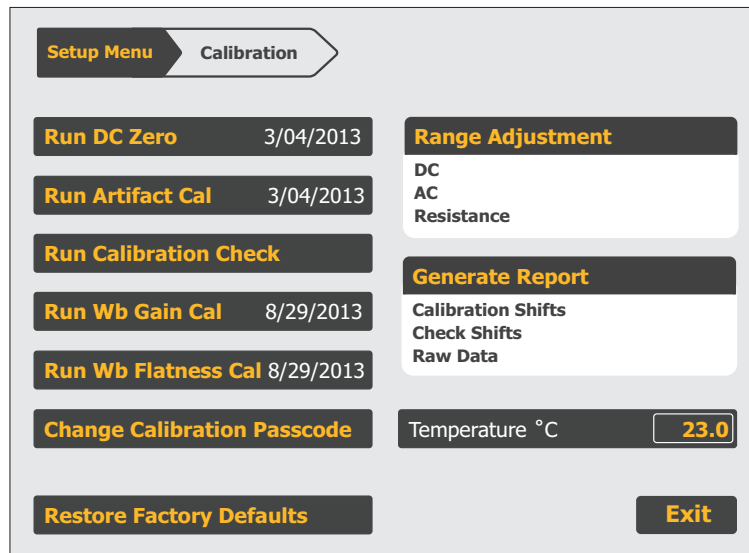 Setup Menu
Calibration
Run DC Zero 3/04/2013
Run Artifact Cal 3/04/2013
Run Calibration Check
Run Wb Gain Cal 8/29/2013
Run Wb Flatness Cal 8/29/2013
Change Calibration Passcode
Restore Factory Defaults
Range Adjustment
DC
AC
Resistance
Generate Report
Calibration Shifts
Check Shifts
Raw Data
Temperature ˚C 23.0
Exit